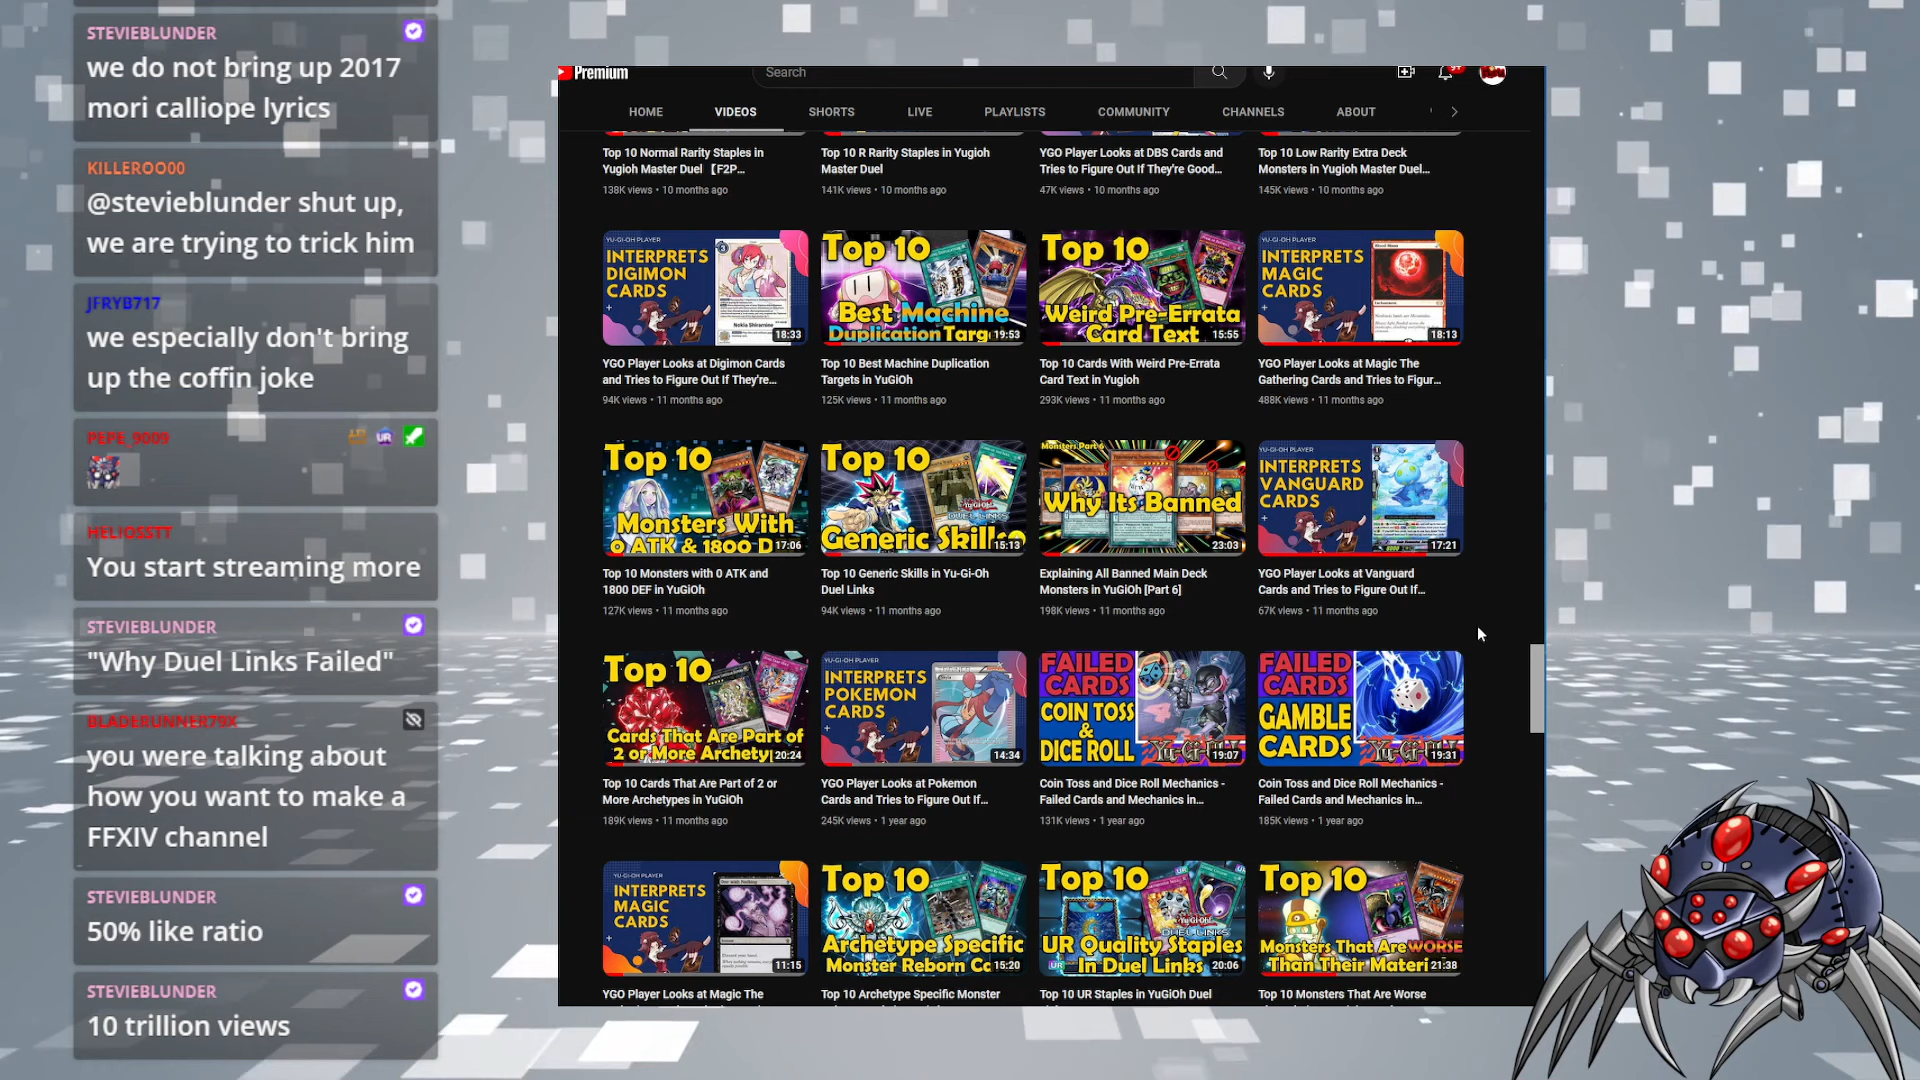 STEVIEBLUNDER
we do not bring up 2017
mori calliope lyrics
KILLEROO00
@stevieblunder shut up,
we are trying to trick him
JFRYB717
we especially don't bring
up the coffin joke
PEPE_9009
UR
HELIOSSTT
You start streaming more
STEVIEBLUNDER
"Why Duel Links Failed"
BLADERUNNER79X
you were talking about
how you want to make a
FFXIV channel
STEVIEBLUNDER
50% like ratio
STEVIEBLUNDER
10 trillion views
Premium
Search
9+
HOME VIDEOS SHORTS LIVE PLAYLISTS COMMUNITY CHANNELS ABOUT
Top 10 Normal Rarity Staples in
Yugioh Master Duel 【F2P...
138K views • 10 months ago
Top 10 R Rarity Staples in Yugioh
Master Duel
141K views • 10 months ago
YGO Player Looks at DBS Cards and
Tries to Figure Out If They're Good...
47K views • 10 months ago
Top 10 Low Rarity Extra Deck
Monsters in Yugioh Master Duel...
145K views • 10 months ago
YU-GI-OH PLAYER
INTERPRETS
DIGIMON
CARDS
Nokia Shiramine
18:33
YGO Player Looks at Digimon Cards
and Tries to Figure Out If They're...
94K views • 11 months ago
Top 10
Best Machine
Duplication Targ
19:53
Top 10 Best Machine Duplication
Targets in YuGiOh
125K views • 11 months ago
Top 10
Weird Pre-Errata
Card Text
15:55
Top 10 Cards With Weird Pre-Errata
Card Text in Yugioh
293K views • 11 months ago
YU-GI-OH PLAYER
INTERPRETS
MAGIC
CARDS
Blood Moon
18:13
YGO Player Looks at Magic The
Gathering Cards and Tries to Figur...
488K views • 11 months ago
Top 10
Monsters With
0 ATK & 1800 D
17:06
Top 10 Monsters with 0 ATK and
1800 DEF in YuGiOh
127K views • 11 months ago
Top 10
DUEL LINKS
Generic Skills
15:13
Top 10 Generic Skills in Yu-Gi-Oh
Duel Links
94K views • 11 months ago
Monsters Part 6
Why Its Banned
23:03
Explaining All Banned Main Deck
Monsters in YuGiOh [Part 6]
198K views • 11 months ago
YU-GI-OH PLAYER
INTERPRETS
VANGUARD
CARDS
17:21
YGO Player Looks at Vanguard
Cards and Tries to Figure Out If...
67K views • 11 months ago
Top 10
Cards That Are Part of
2 or More Archety
20:24
Top 10 Cards That Are Part of 2 or
More Archetypes in YuGiOh
189K views • 11 months ago
YU-GI-OH PLAYER
INTERPRETS
POKEMON
CARDS
14:34
YGO Player Looks at Pokemon
Cards and Tries to Figure Out If...
245K views • 1 year ago
FAILED
CARDS
COIN TOSS
&
DICE ROLL
Yu-Gi-Oh!
19:07
Coin Toss and Dice Roll Mechanics -
Failed Cards and Mechanics in...
131K views • 1 year ago
FAILED
CARDS
GAMBLE
CARDS
Yu-Gi-Oh!
19:31
Coin Toss and Dice Roll Mechanics -
Failed Cards and Mechanics in...
185K views • 1 year ago
YU-GI-OH PLAYER
INTERPRETS
MAGIC
CARDS
11:15
YGO Player Looks at Magic The
Top 10
Archetype Specific
Monster Reborn Co
15:20
Top 10 Archetype Specific Monster
Top 10
Yu-Gi-Oh!
DUEL LINKS
UR Quality Staples
UR In Duel Links
20:06
Top 10 UR Staples in YuGiOh Duel
Top 10
Monsters That Are WORSE
Than Their Materi
21:38
Top 10 Monsters That Are Worse